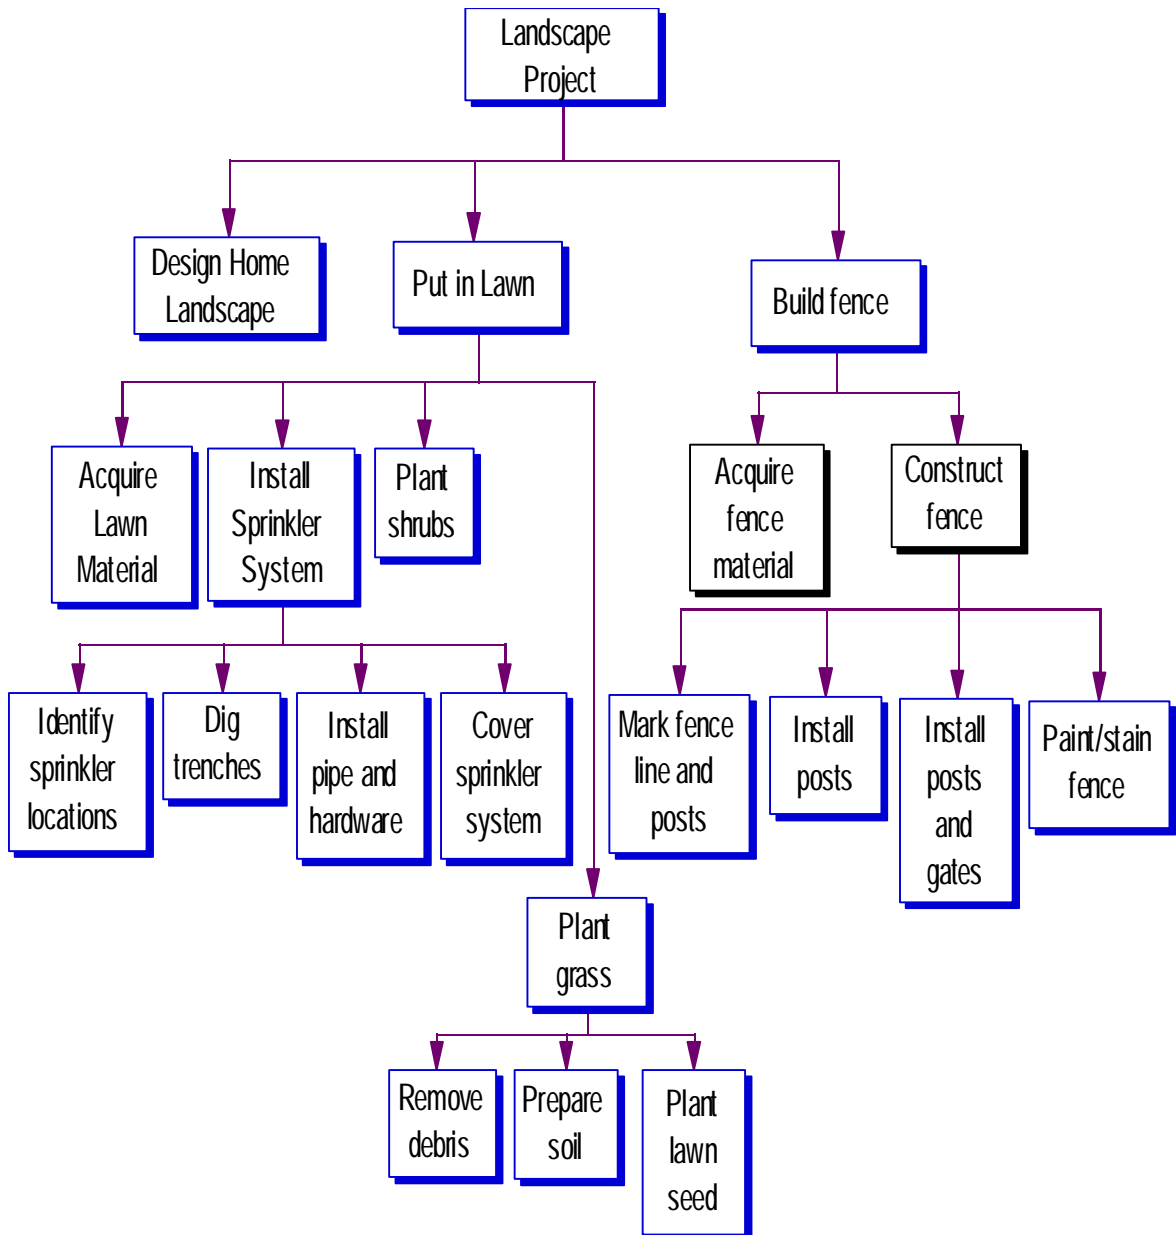 Landscape
Project
Design Home
Landscape
Put in Lawn
Build fence
Acquire
Lawn
Material
Install
Sprinkler
System
Plant
shrubs
Acquire
fence
material
Construct
fence
Identify
sprinkler
locations
Dig
trenches
Install
pipe and
hardware
Cover
sprinkler
system
Mark fence
line and
posts
Install
posts
Install
posts
and
gates
Paint/stain
fence
Plant
grass
Remove
debris
Prepare
soil
Plant
lawn
seed